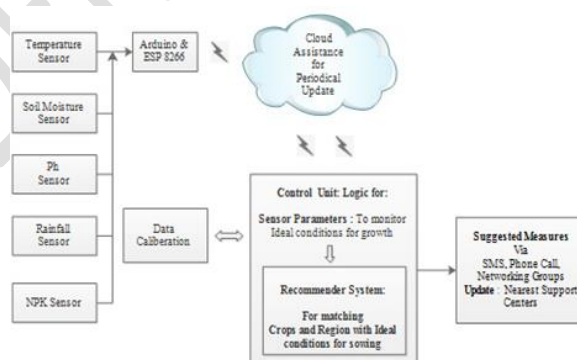 Temperature
Sensor
Arduino &
ESP 8266
Cloud
Assistance
for
Periodical
Update
Soil Moisture
Sensor
Ph
Sensor
Rainfall
Sensor
NPK Sensor
Data
Caliberation
Control Unit: Logic for:
Sensor Parameters : To monitor
Ideal conditions for growth
Recommender System:
For matching
Crops and Region with Ideal
conditions for sowing
Suggested Measures
Via
SMS, Phone Call,
Networking Groups
Update : Nearest Support
Centers